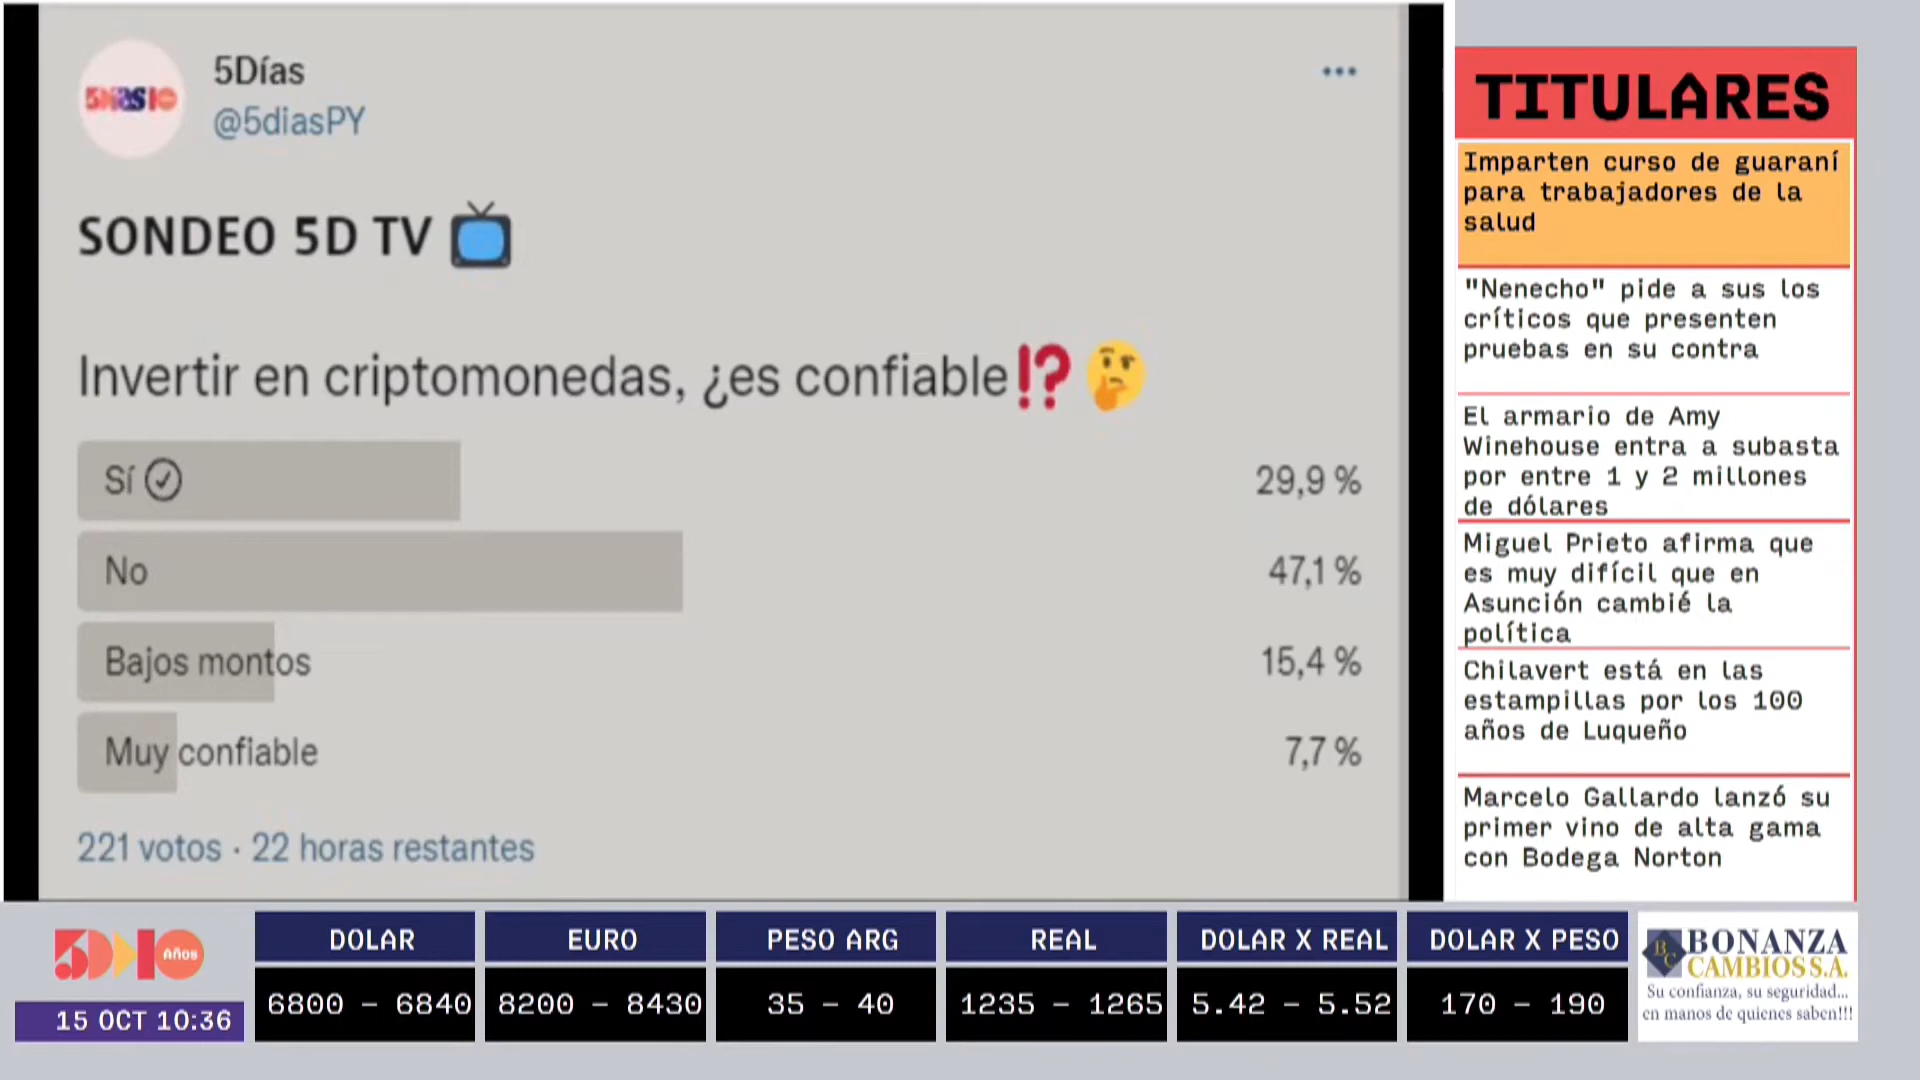 5Días
@5diasPY
SONDEO 5D TV
Invertir en criptomonedas, ¿es confiable⁉️
Sí
29,9 %
No
47,1 %
Bajos montos
15,4 %
Muy confiable
7,7 %
221 votos · 22 horas restantes
TITULARES
Imparten curso de guaraní
para trabajadores de la
salud
"Nenecho" pide a sus los
críticos que presenten
pruebas en su contra
El armario de Amy
Winehouse entra a subasta
por entre 1 y 2 millones
de dólares
Miguel Prieto afirma que
es muy difícil que en
Asunción cambié la
política
Chilavert está en las
estampillas por los 100
años de Luqueño
Marcelo Gallardo lanzó su
primer vino de alta gama
con Bodega Norton
5D 10 Años
15 OCT 10:36
DOLAR
6800 - 6840
EURO
8200 - 8430
PESO ARG
35 - 40
REAL
1235 - 1265
DOLAR X REAL
5.42 - 5.52
DOLAR X PESO
170 - 190
BC
BONANZA
CAMBIOS S.A.
Su confianza, su seguridad...
en manos de quienes saben!!!